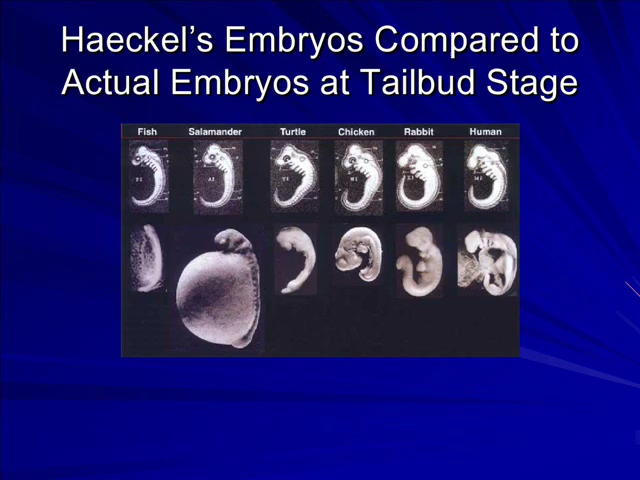 Haeckel’s Embryos Compared to
Actual Embryos at Tailbud Stage
Fish Salamander Turtle Chicken Rabbit Human